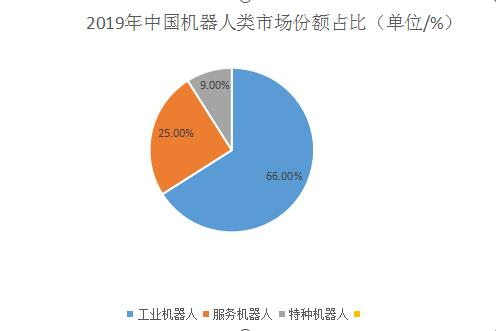 2019年中国机器人类市场份额占比（单位/%）
9.00%
25.00%
66.00%
工业机器人 服务机器人 特种机器人